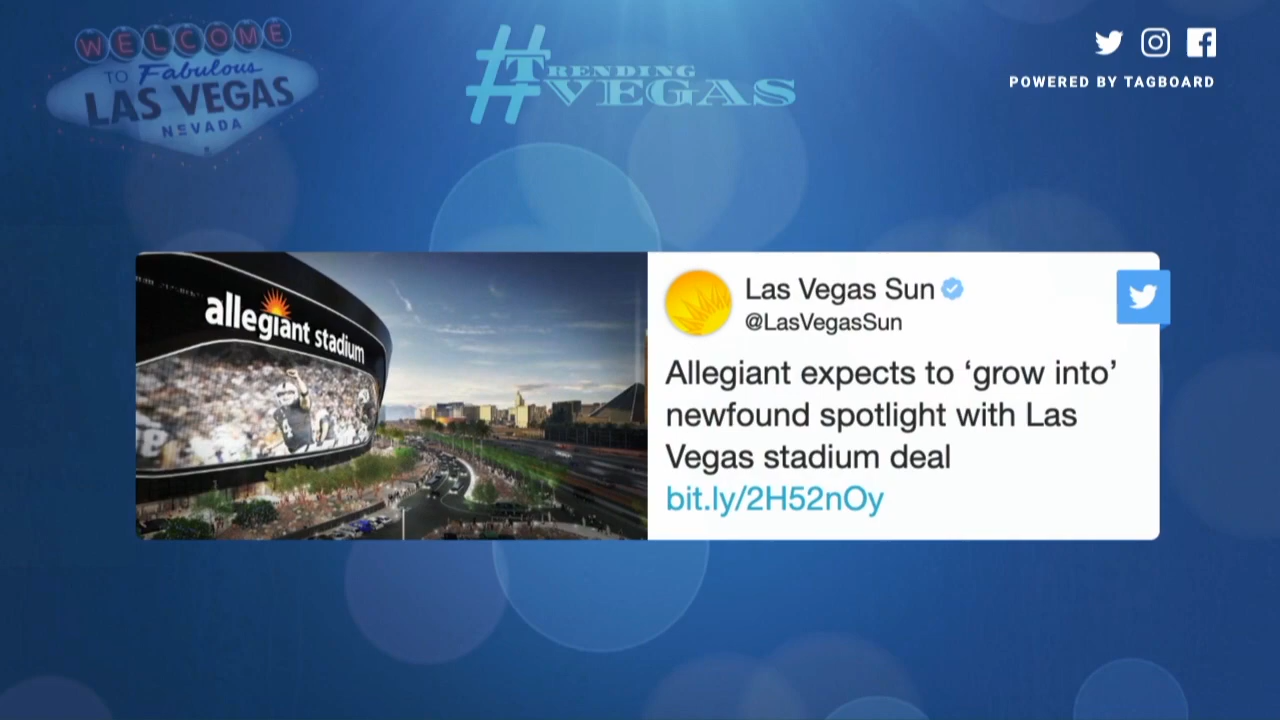 WELCOME
TO Fabulous
LAS VEGAS
NEVADA
#TRENDING
VEGAS
POWERED BY TAGBOARD
allegiant stadium
Las Vegas Sun
@LasVegasSun
Allegiant expects to ‘grow into’
newfound spotlight with Las
Vegas stadium deal
bit.ly/2H52nOy